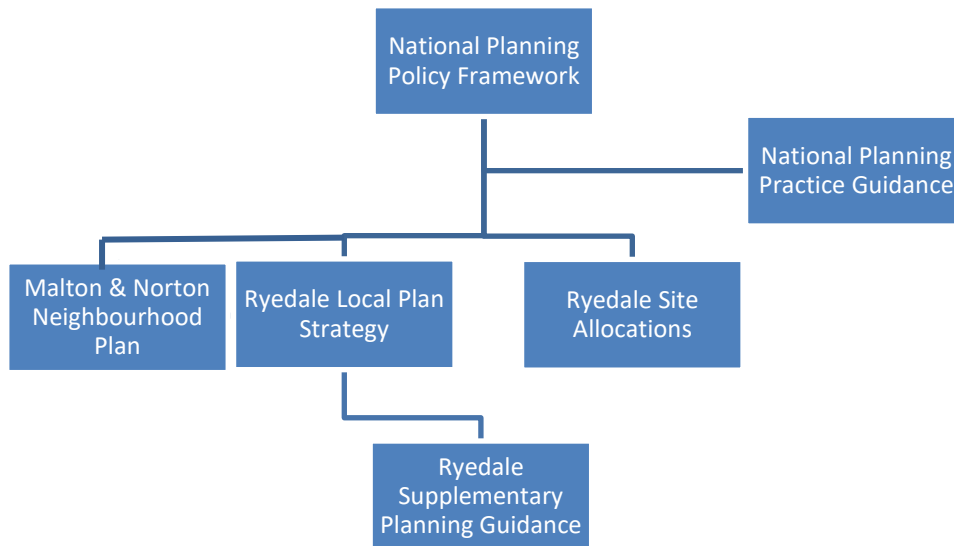 National Planning
Policy Framework
National Planning
Practice Guidance
Malton & Norton
Neighbourhood
Plan
Ryedale Local Plan
Strategy
Ryedale Site
Allocations
Ryedale
Supplementary
Planning Guidance